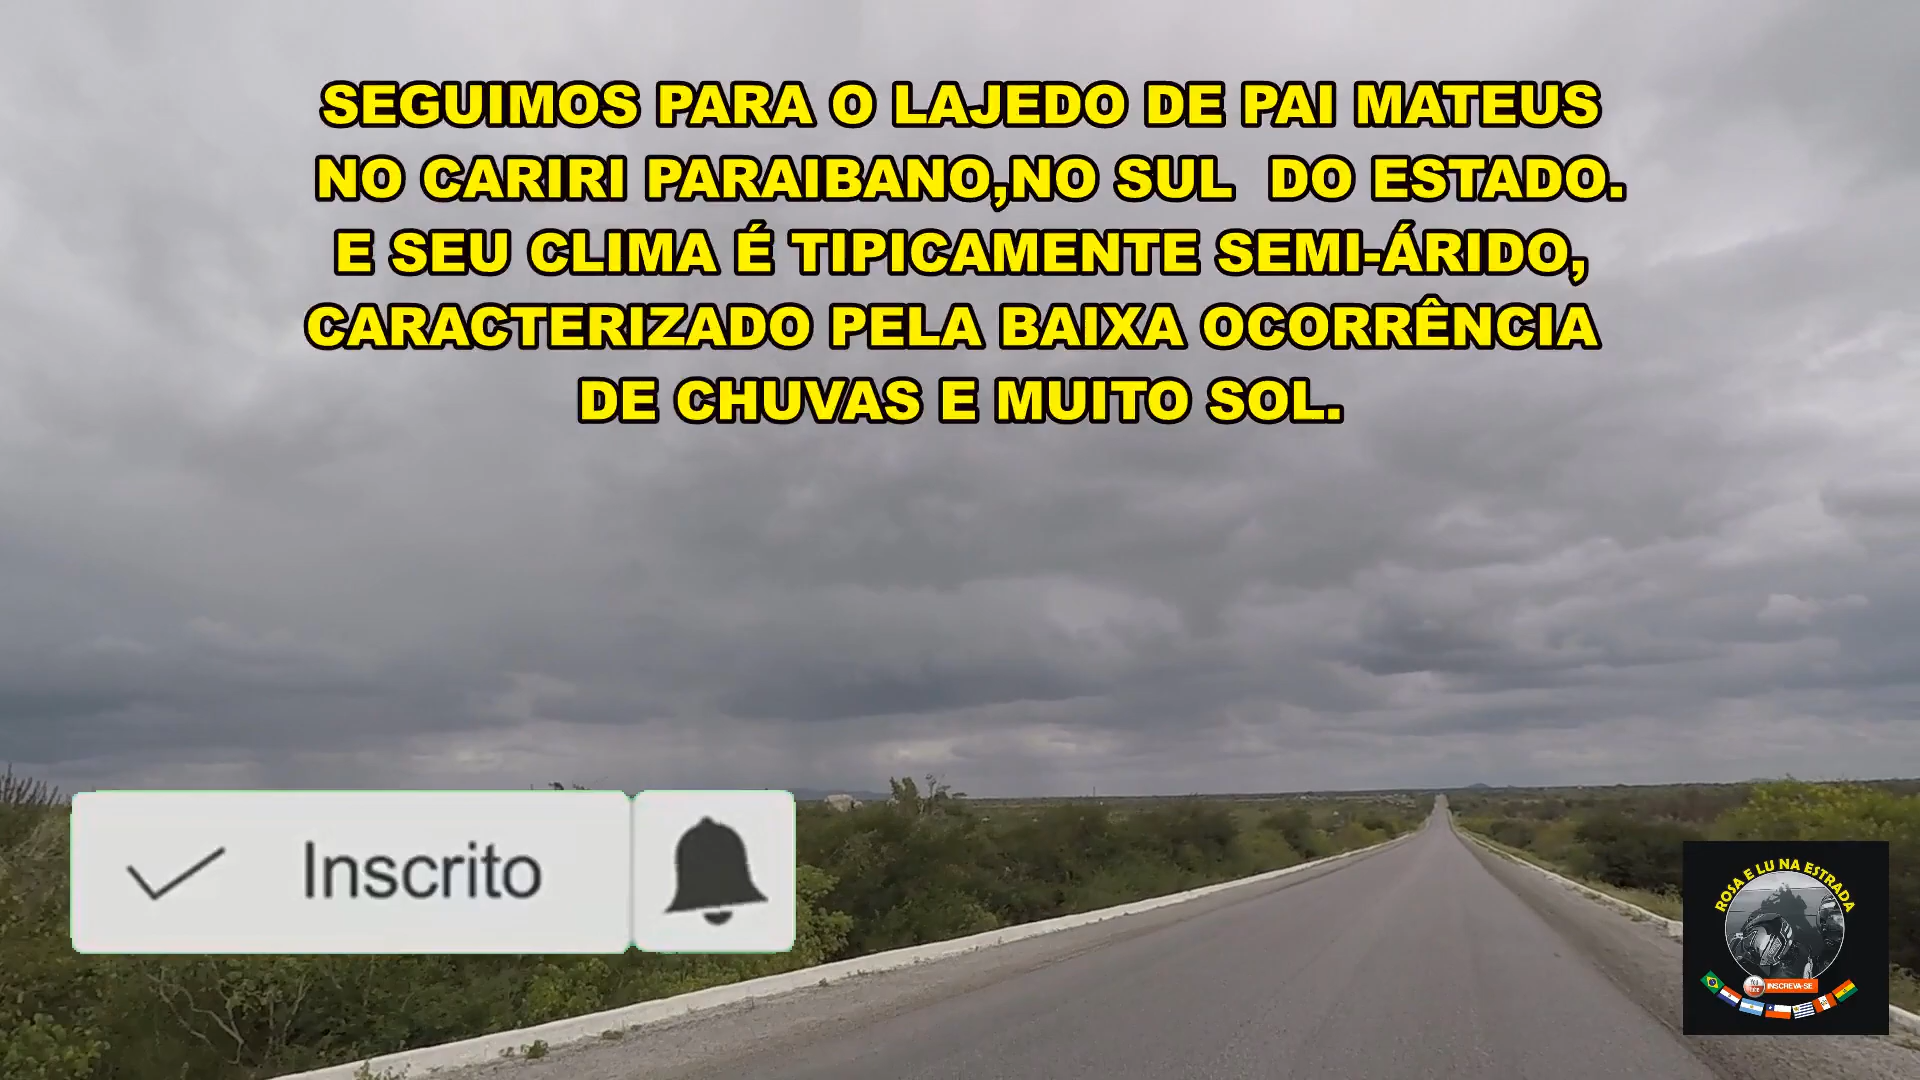 SEGUIMOS PARA O LAJEDO DE PAI MATEUS
NO CARIRI PARAIBANO,NO SUL  DO ESTADO.
E SEU CLIMA É TIPICAMENTE SEMI-ÁRIDO,
CARACTERIZADO PELA BAIXA OCORRÊNCIA
DE CHUVAS E MUITO SOL.
Inscrito
ROSA E LU NA ESTRADA
INSCREVA-SE